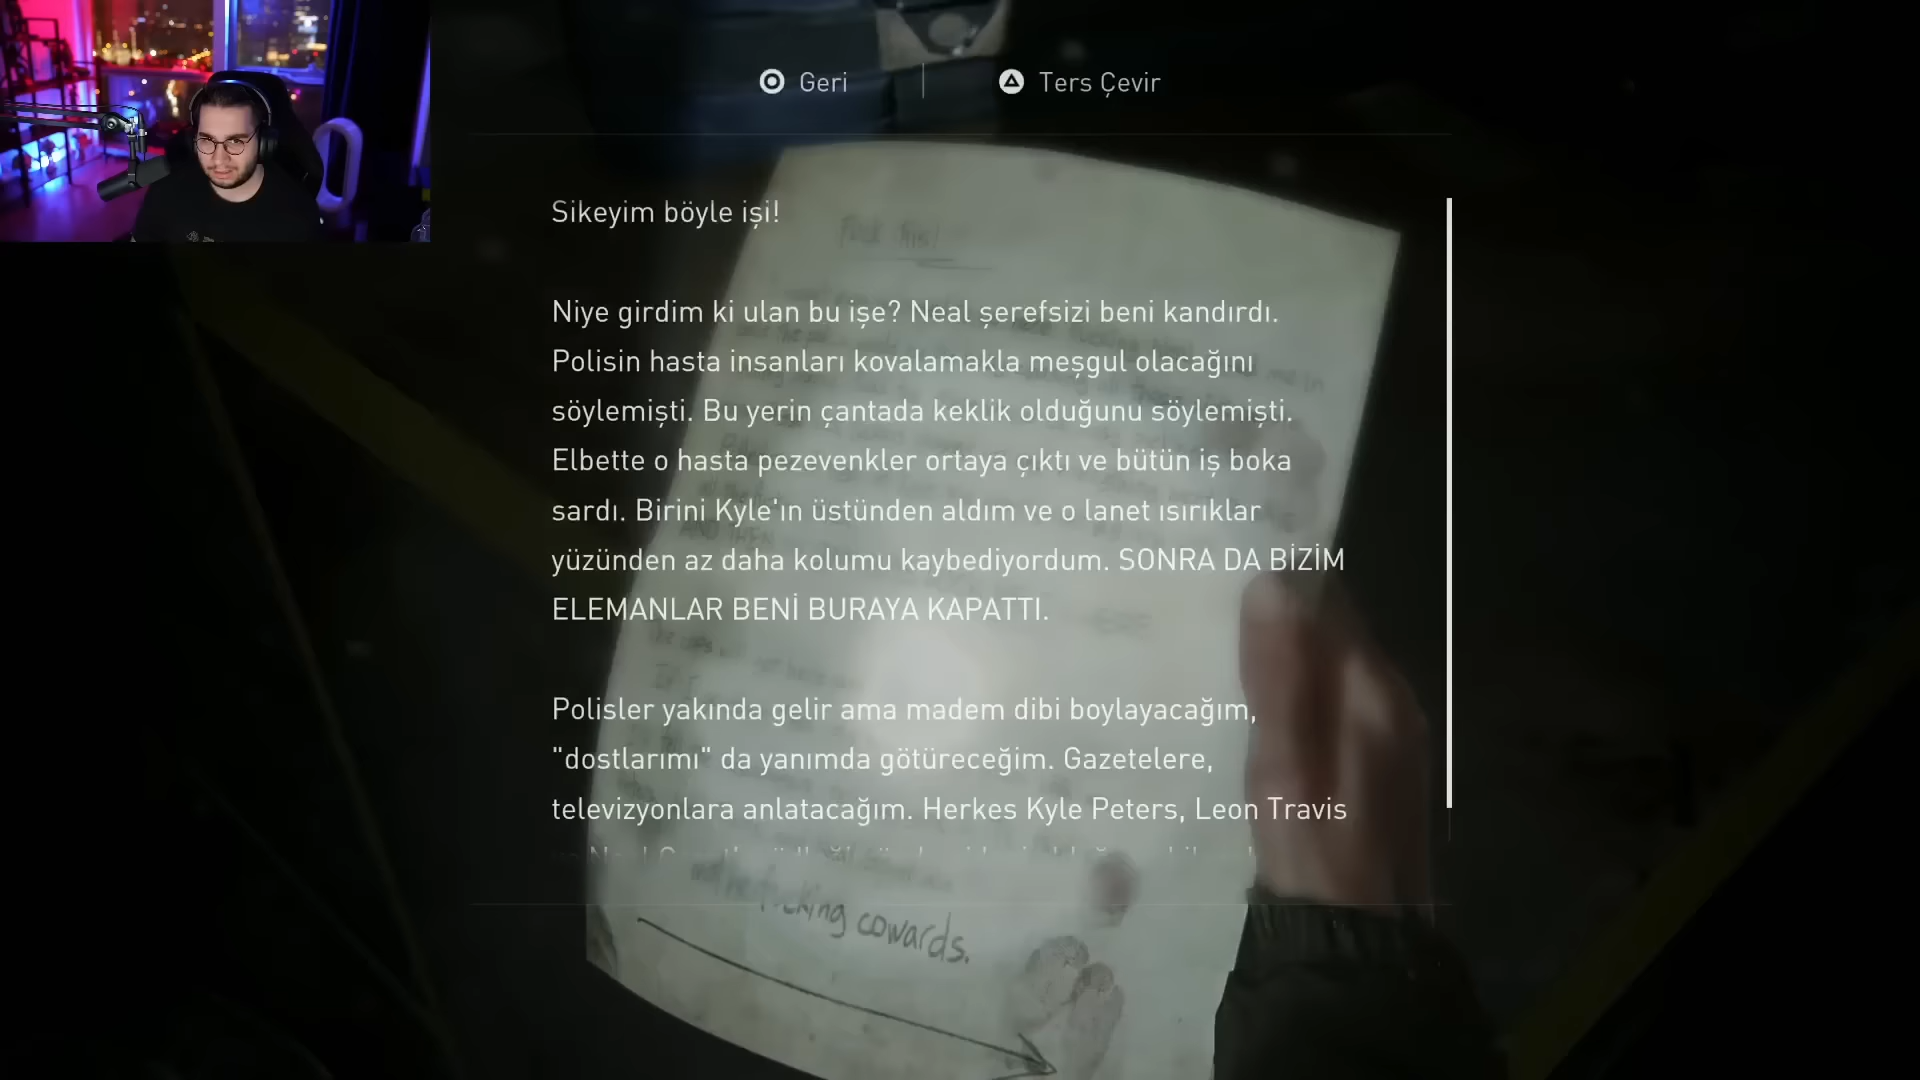 Geri
Ters Çevir
Sikeyim böyle işi!
Niye girdim ki ulan bu işe? Neal şerefsizi beni kandırdı.
Polisin hasta insanları kovalamakla meşgul olacağını
söylemişti. Bu yerin çantada keklik olduğunu söylemişti.
Elbette o hasta pezevenkler ortaya çıktı ve bütün iş boka
sardı. Birini Kyle'ın üstünden aldım ve o lanet ısırıklar
yüzünden az daha kolumu kaybediyordum. SONRA DA BİZİM
ELEMANLAR BENİ BURAYA KAPATTI.
Polisler yakında gelir ama madem dibi boylayacağım,
"dostlarımı" da yanımda götüreceğim. Gazetelere,
televizyonlara anlatacağım. Herkes Kyle Peters, Leon Travis
fucking cowards.